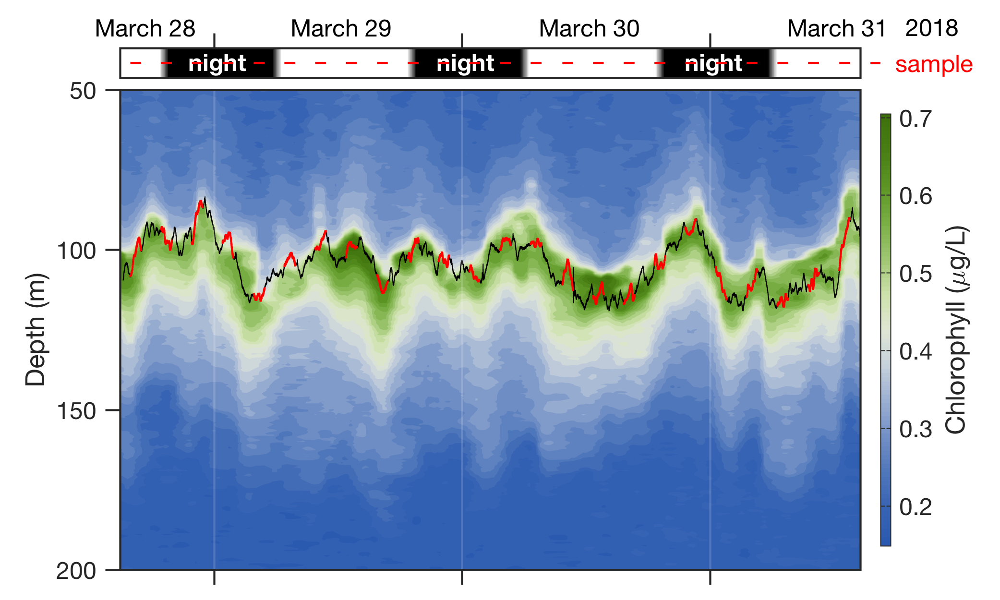 March 28 March 29 March 30 March 31 2018
night night night sample
50
100
150
200
Depth (m)
0.7
0.6
0.5
0.4
0.3
0.2
Chlorophyll (μg/L)